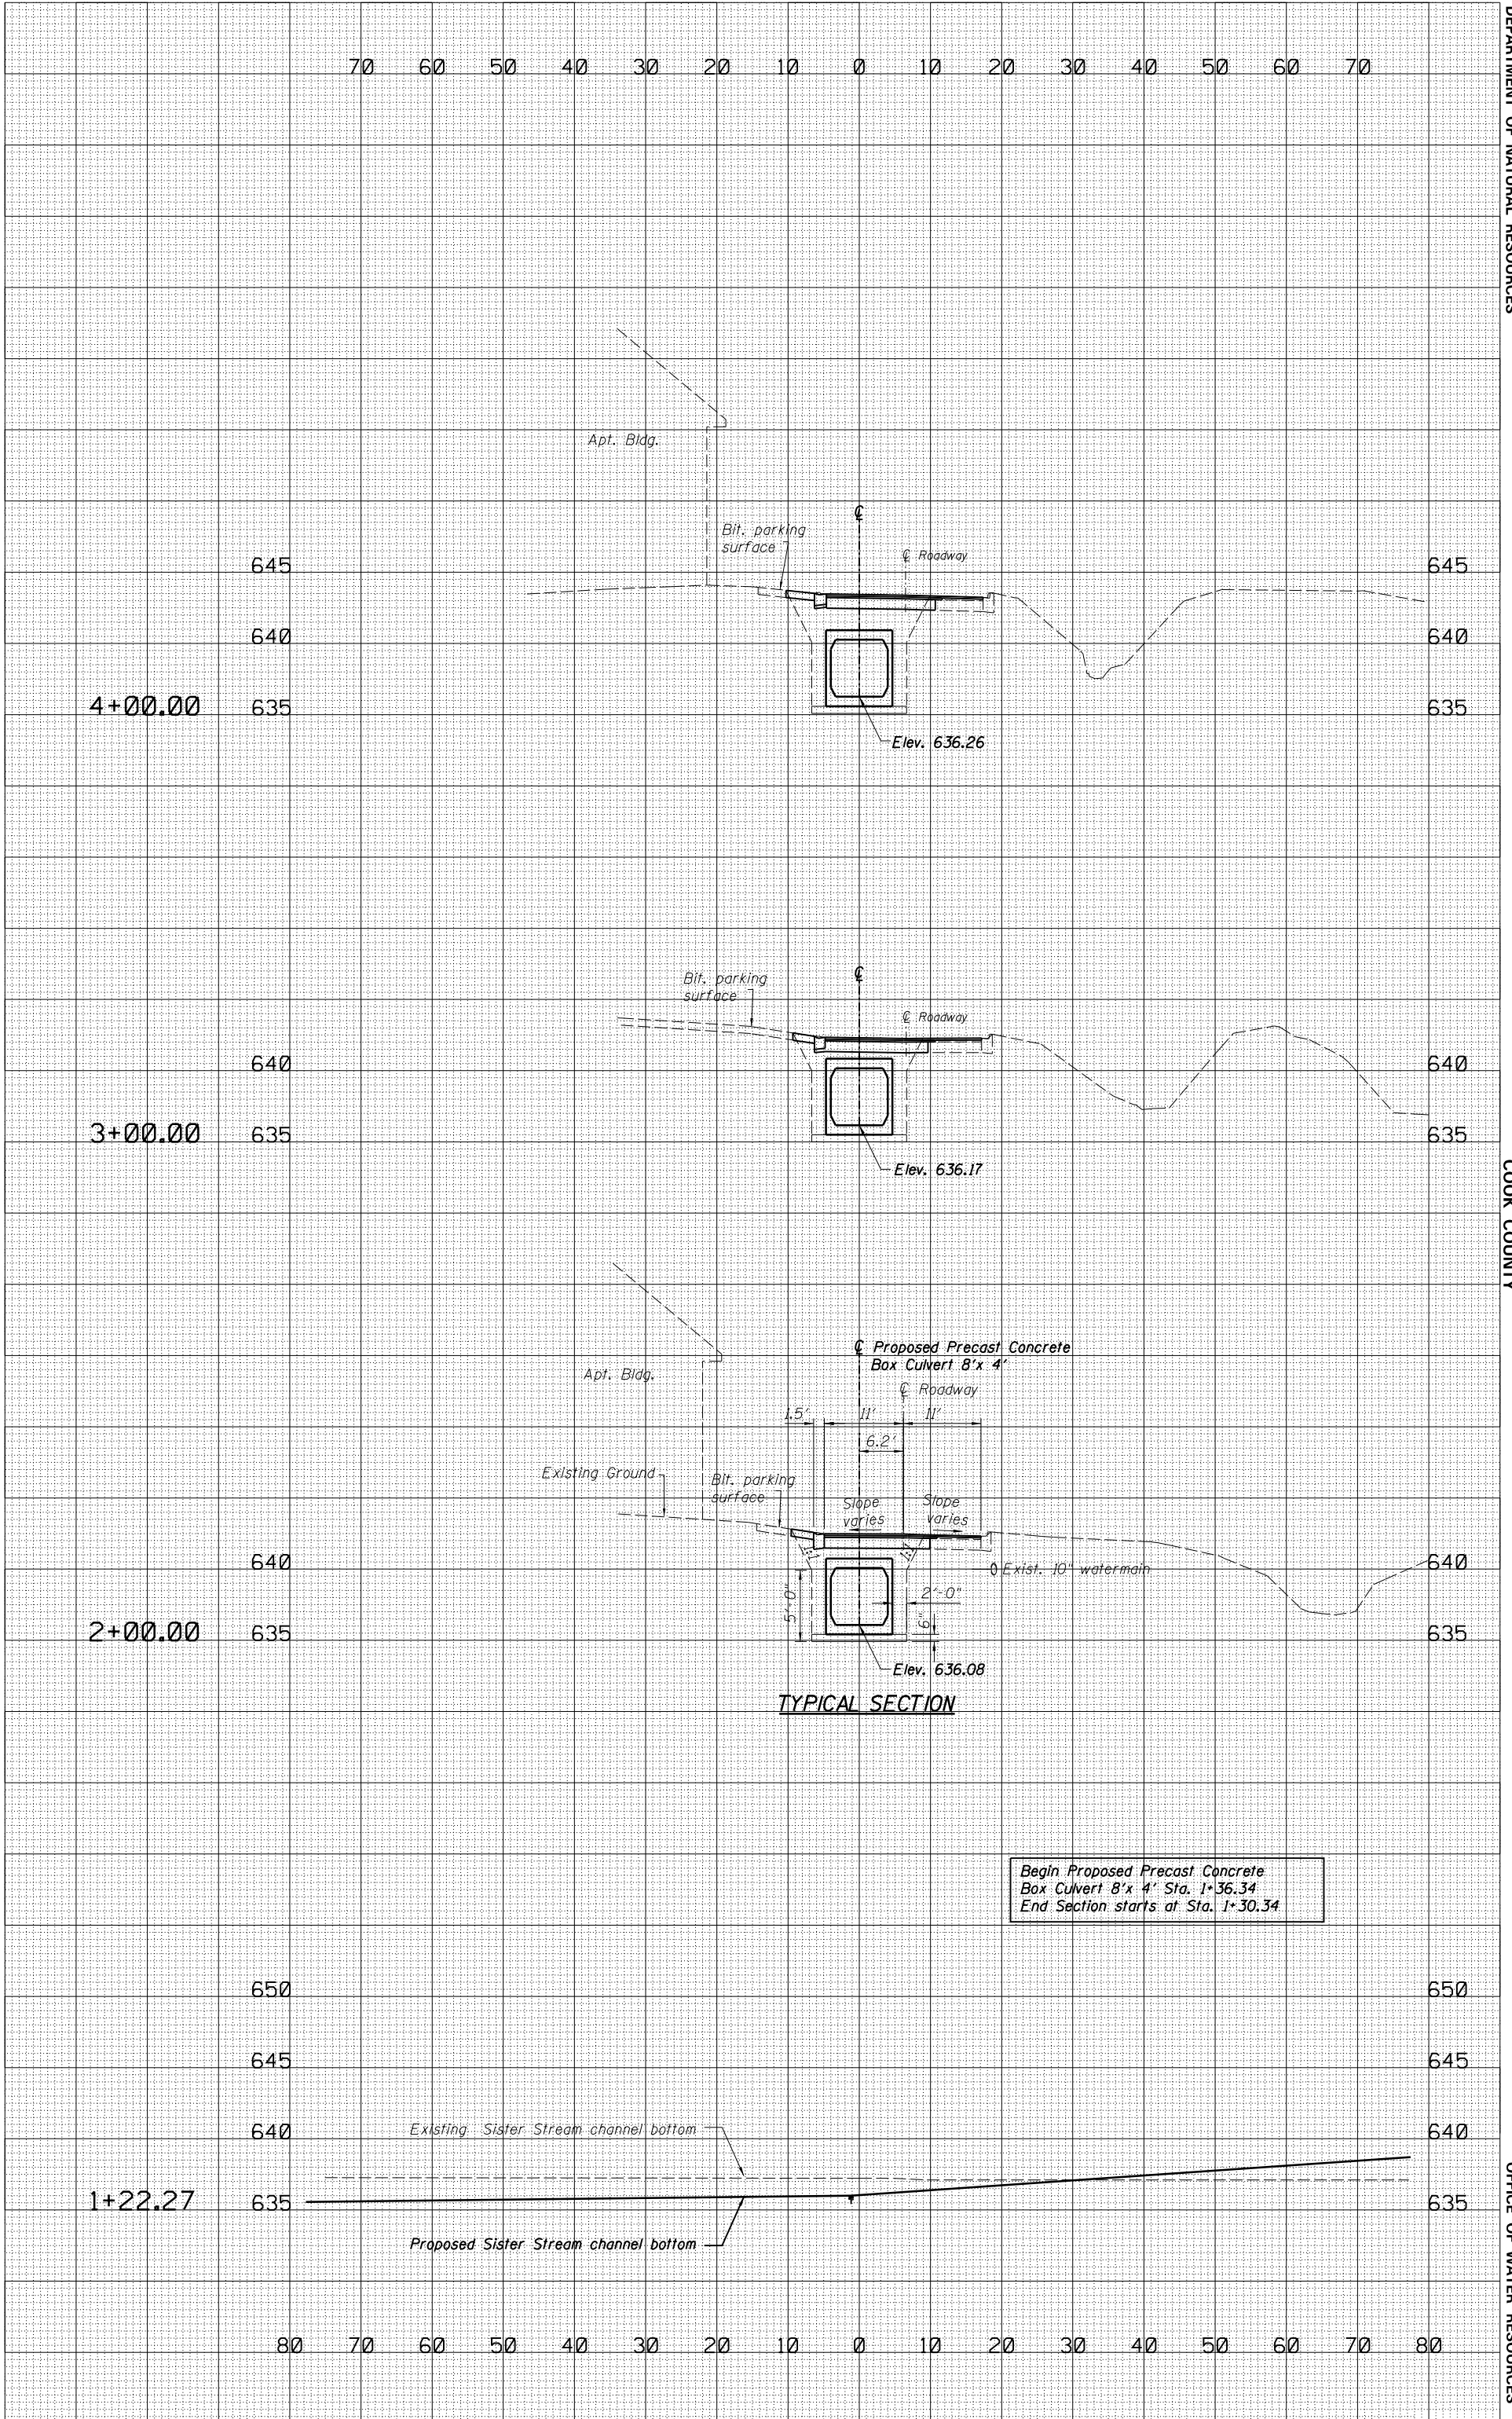 70 60 50 40 30 20 10 0 10 20 30 40 50 60 70
DEPARTMENT OF NATURAL RESOURCES
Apt. Bldg.
℄
Bit. parking
surface
℄ Roadway
645 645
640 640
4+00.00 635 635
Elev. 636.26
℄
Bit. parking
surface
℄ Roadway
640 640
3+00.00 635 635
Elev. 636.17
COOK COUNTY
℄ Proposed Precast Concrete
Box Culvert 8'x 4'
Apt. Bldg.
℄ Roadway
1.5' 11' 11'
6.2'
Existing Ground
Bit. parking
surface
Slope
varies
Slope
varies
1:1 1:1
640 640
Exist. 10" watermain
5'-0"
2'-0"
6"
2+00.00 635 635
Elev. 636.08
TYPICAL SECTION
Begin Proposed Precast Concrete
Box Culvert 8'x 4' Sta. 1+36.34
End Section starts at Sta. 1+30.34
650 650
645 645
Existing Sister Stream channel bottom
640 640
1+22.27 635 635
Proposed Sister Stream channel bottom
OFFICE OF WATER RESOURCES
80 70 60 50 40 30 20 10 0 10 20 30 40 50 60 70 80